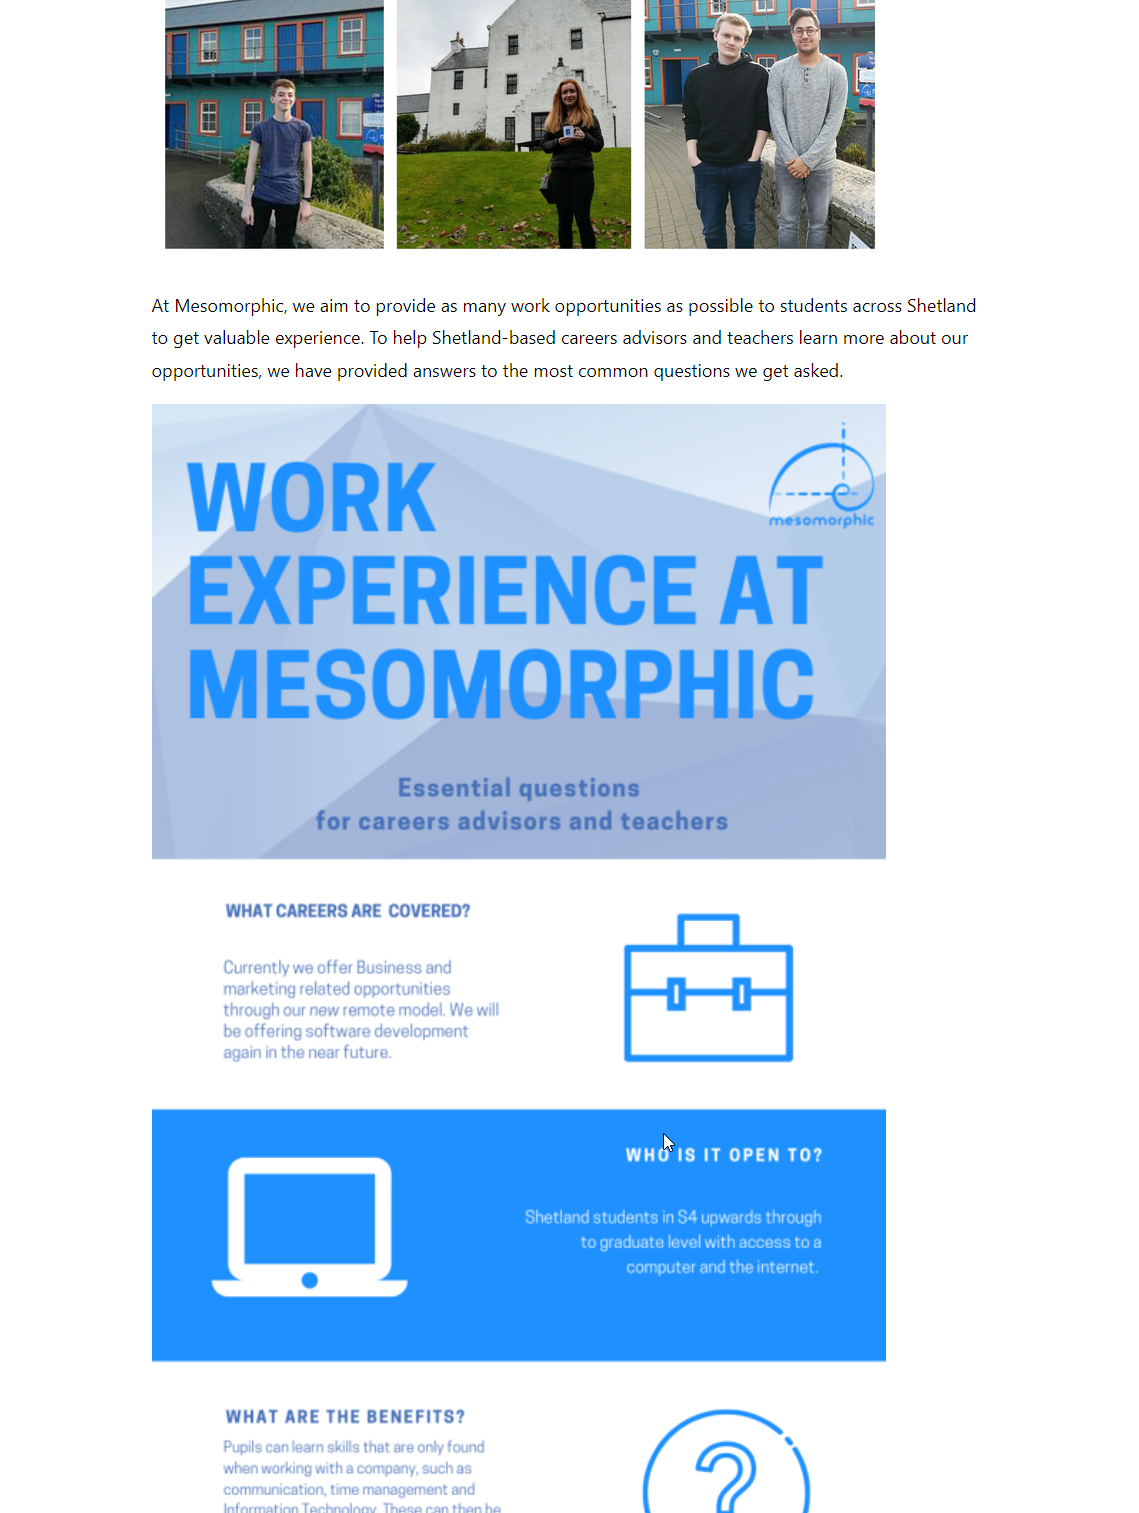 At Mesomorphic, we aim to provide as many work opportunities as possible to students across Shetland
to get valuable experience. To help Shetland-based careers advisors and teachers learn more about our
opportunities, we have provided answers to the most common questions we get asked.
mesomorphic
WORK
EXPERIENCE AT
MESOMORPHIC
Essential questions
for careers advisors and teachers
WHAT CAREERS ARE COVERED?
Currently we offer Business and
marketing related opportunities
through our new remote model. We will
be offering software development
again in the near future.
WHO IS IT OPEN TO?
Shetland students in S4 upwards through
to graduate level with access to a
computer and the internet.
WHAT ARE THE BENEFITS?
Pupils can learn skills that are only found
when working with a company, such as
communication, time management and
Information Technology. These can then be